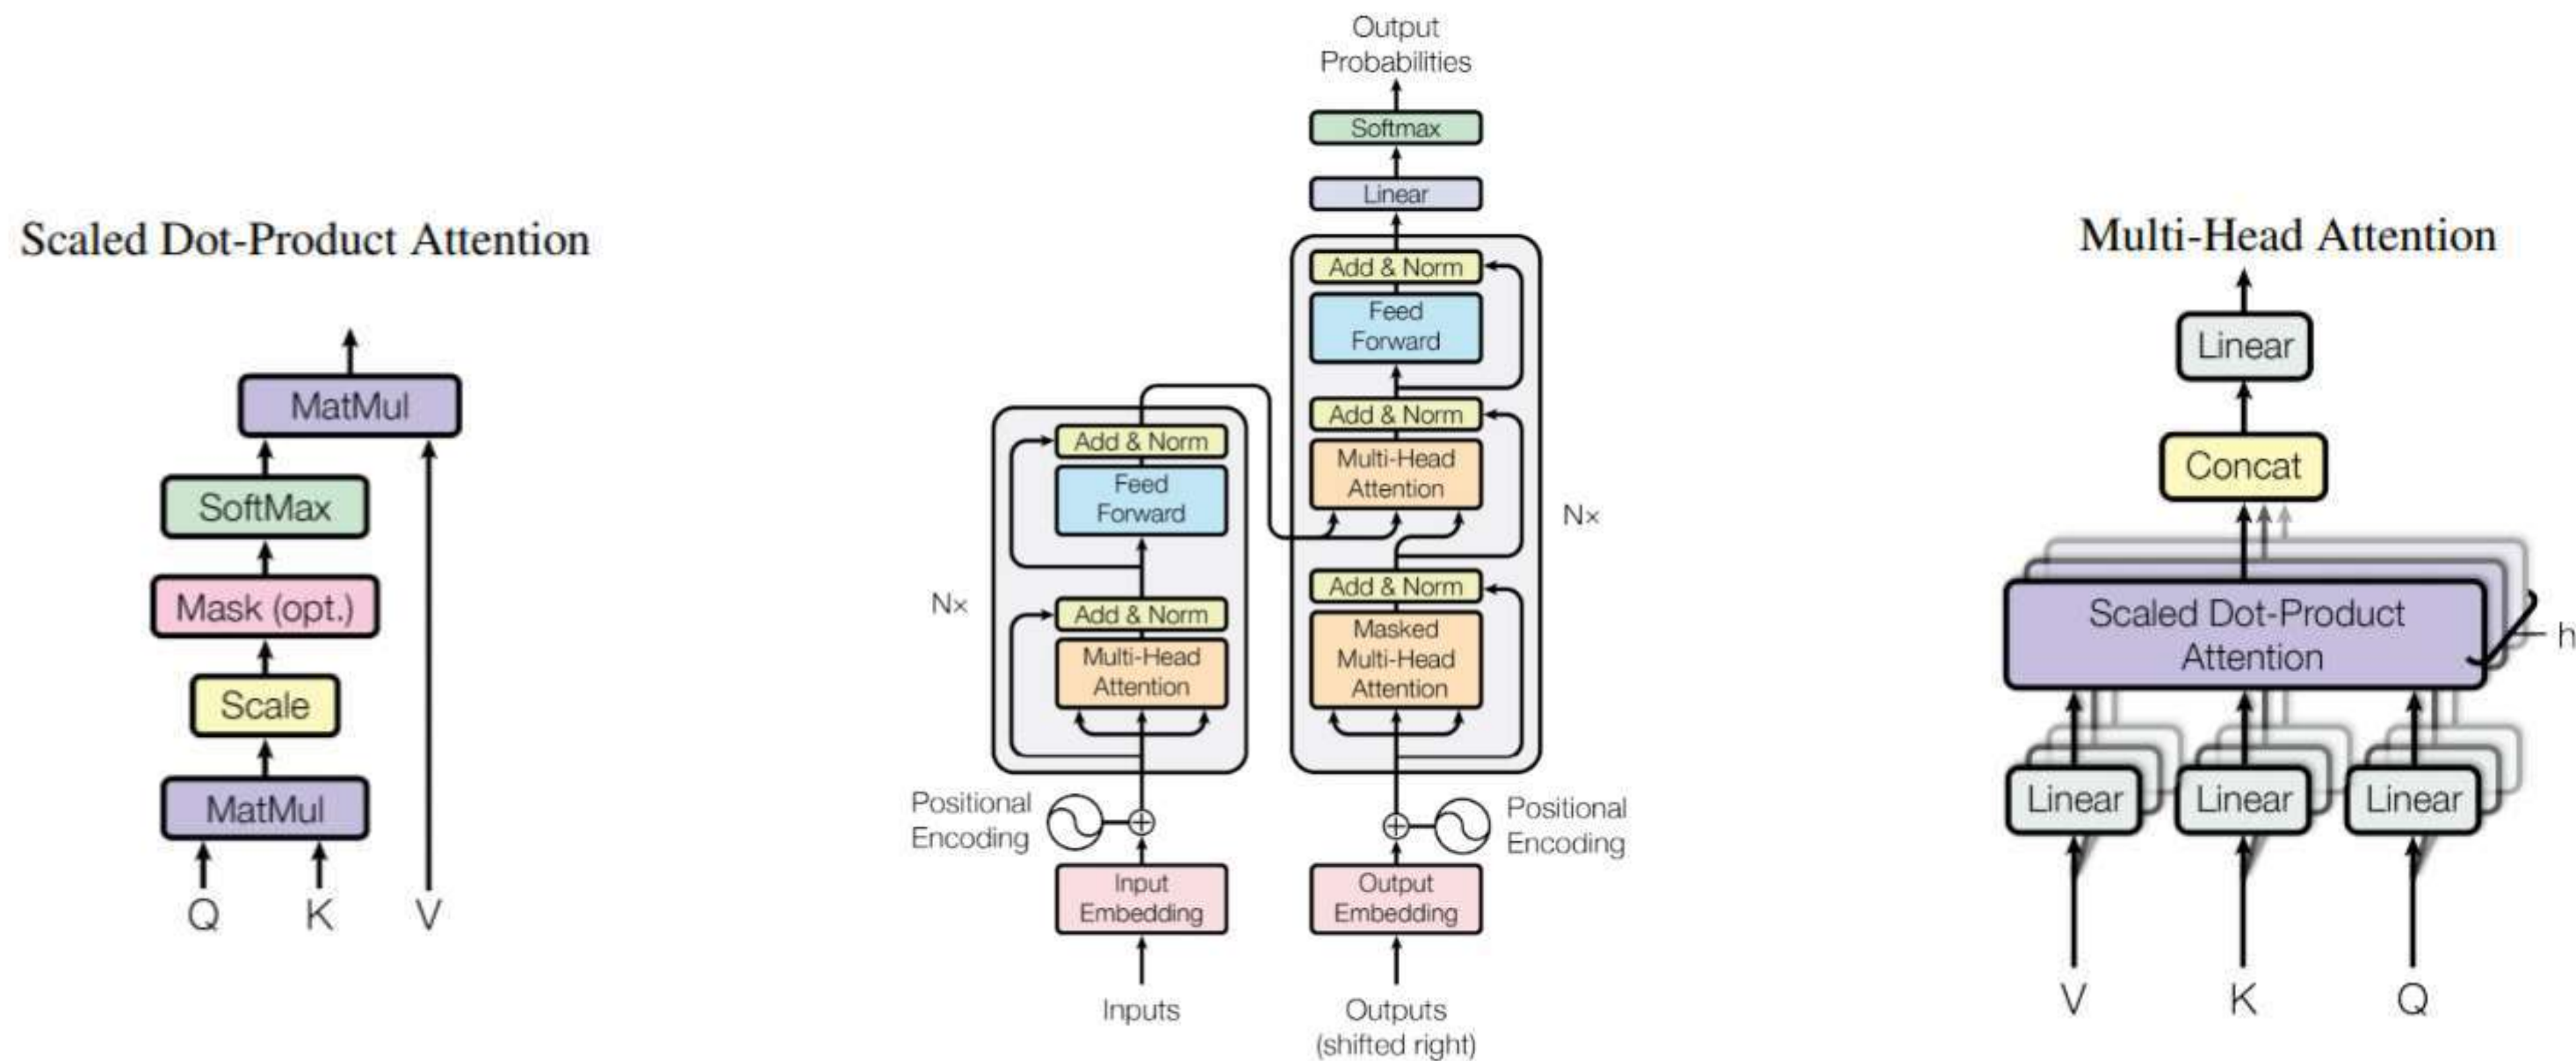 Scaled Dot-Product Attention
MatMul
SoftMax
Mask (opt.)
Scale
MatMul
Q K V
Output
Probabilities
Softmax
Linear
Add & Norm
Feed
Forward
Add & Norm
Multi-Head
Attention
Nx
Add & Norm
Masked
Multi-Head
Attention
Add & Norm
Feed
Forward
Nx
Add & Norm
Multi-Head
Attention
Positional
Encoding
Positional
Encoding
Input
Embedding
Output
Embedding
Inputs
Outputs
(shifted right)
Multi-Head Attention
Linear
Concat
Scaled Dot-Product
Attention
h
Linear Linear Linear
V K Q